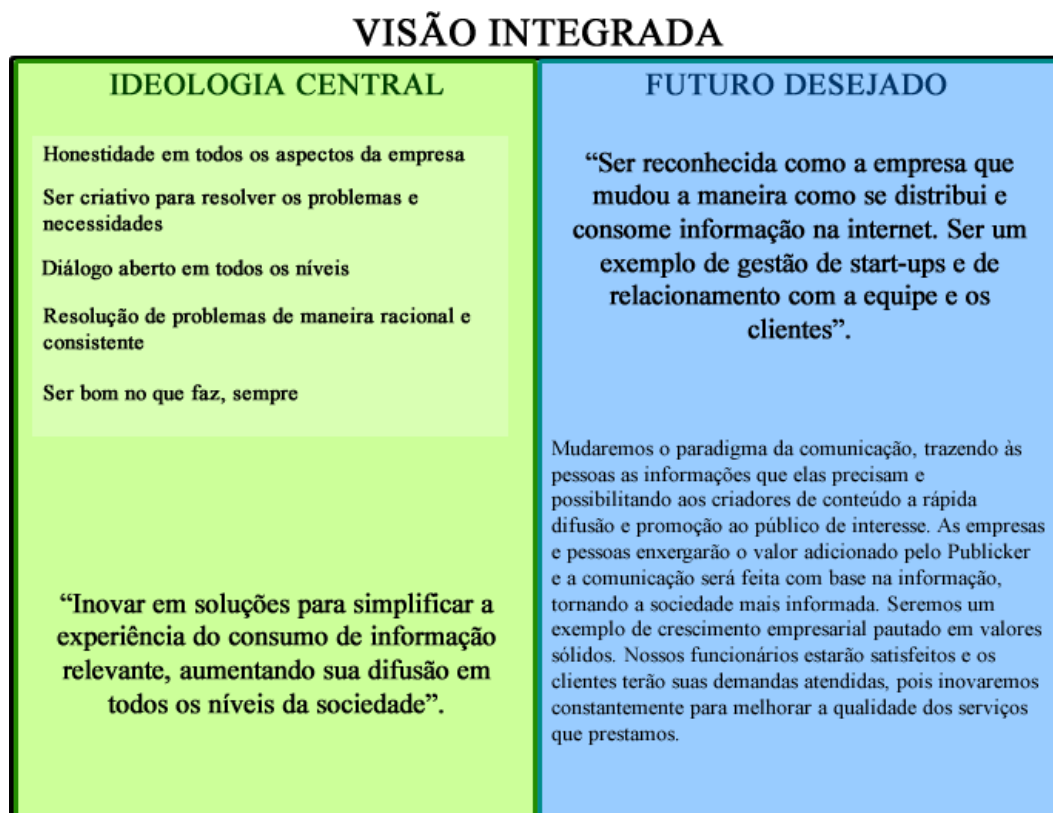 VISÃO INTEGRADA
IDEOLOGIA CENTRAL
Honestidade em todos os aspectos da empresa
Ser criativo para resolver os problemas e
necessidades
Diálogo aberto em todos os níveis
Resolução de problemas de maneira racional e
consistente
Ser bom no que faz, sempre
“Inovar em soluções para simplificar a
experiência do consumo de informação
relevante, aumentando sua difusão em
todos os níveis da sociedade”.
FUTURO DESEJADO
“Ser reconhecida como a empresa que
mudou a maneira como se distribui e
consome informação na internet. Ser um
exemplo de gestão de start-ups e de
relacionamento com a equipe e os
clientes”.
Mudaremos o paradigma da comunicação, trazendo às
pessoas as informações que elas precisam e
possibilitando aos criadores de conteúdo a rápida
difusão e promoção ao público de interesse. As empresas
e pessoas enxergarão o valor adicionado pelo Publicker
e a comunicação será feita com base na informação,
tornando a sociedade mais informada. Seremos um
exemplo de crescimento empresarial pautado em valores
sólidos. Nossos funcionários estarão satisfeitos e os
clientes terão suas demandas atendidas, pois inovaremos
constantemente para melhorar a qualidade dos serviços
que prestamos.